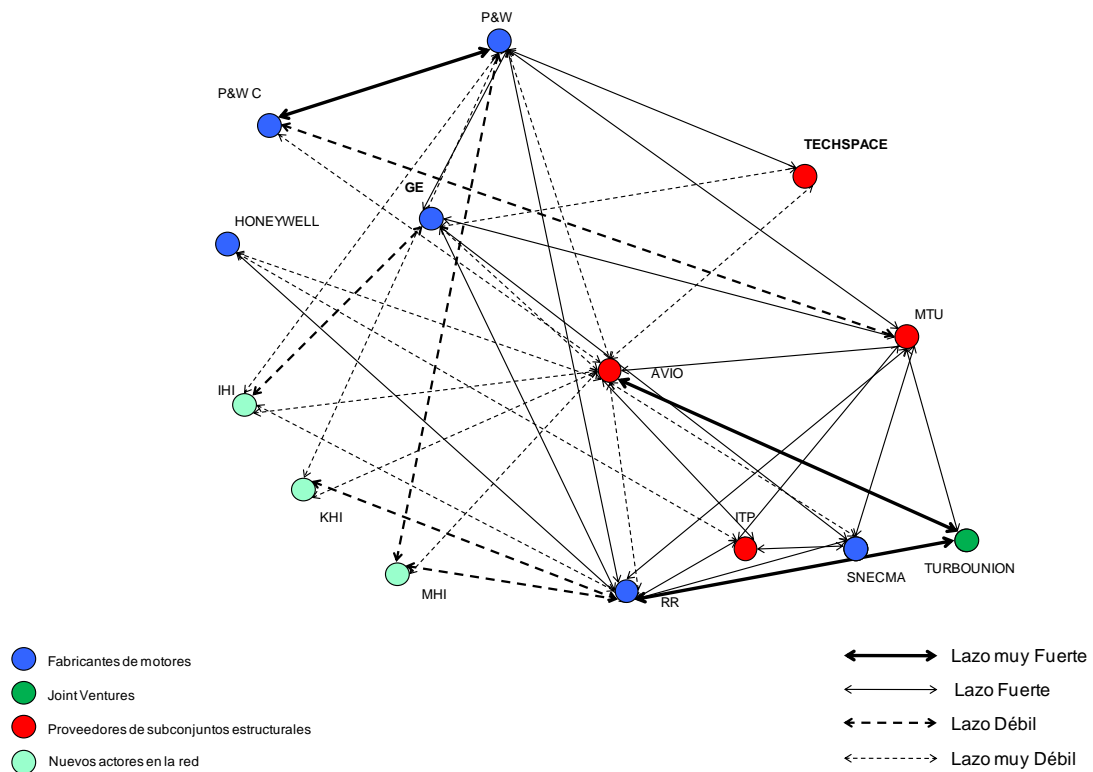 P&W
P&W C
TECHSPACE
GE
HONEYWELL
MTU
AVIO
IHI
KHI
ITP
SNECMA
TURBOUNION
MHI
RR
Fabricantes de motores
Joint Ventures
Proveedores de subconjuntos estructurales
Nuevos actores en la red
Lazo muy Fuerte
Lazo Fuerte
Lazo Débil
Lazo muy Débil